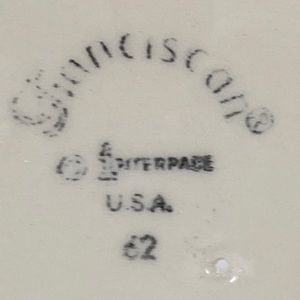 Franciscan®
© INTERPACE
U.S.A.
62